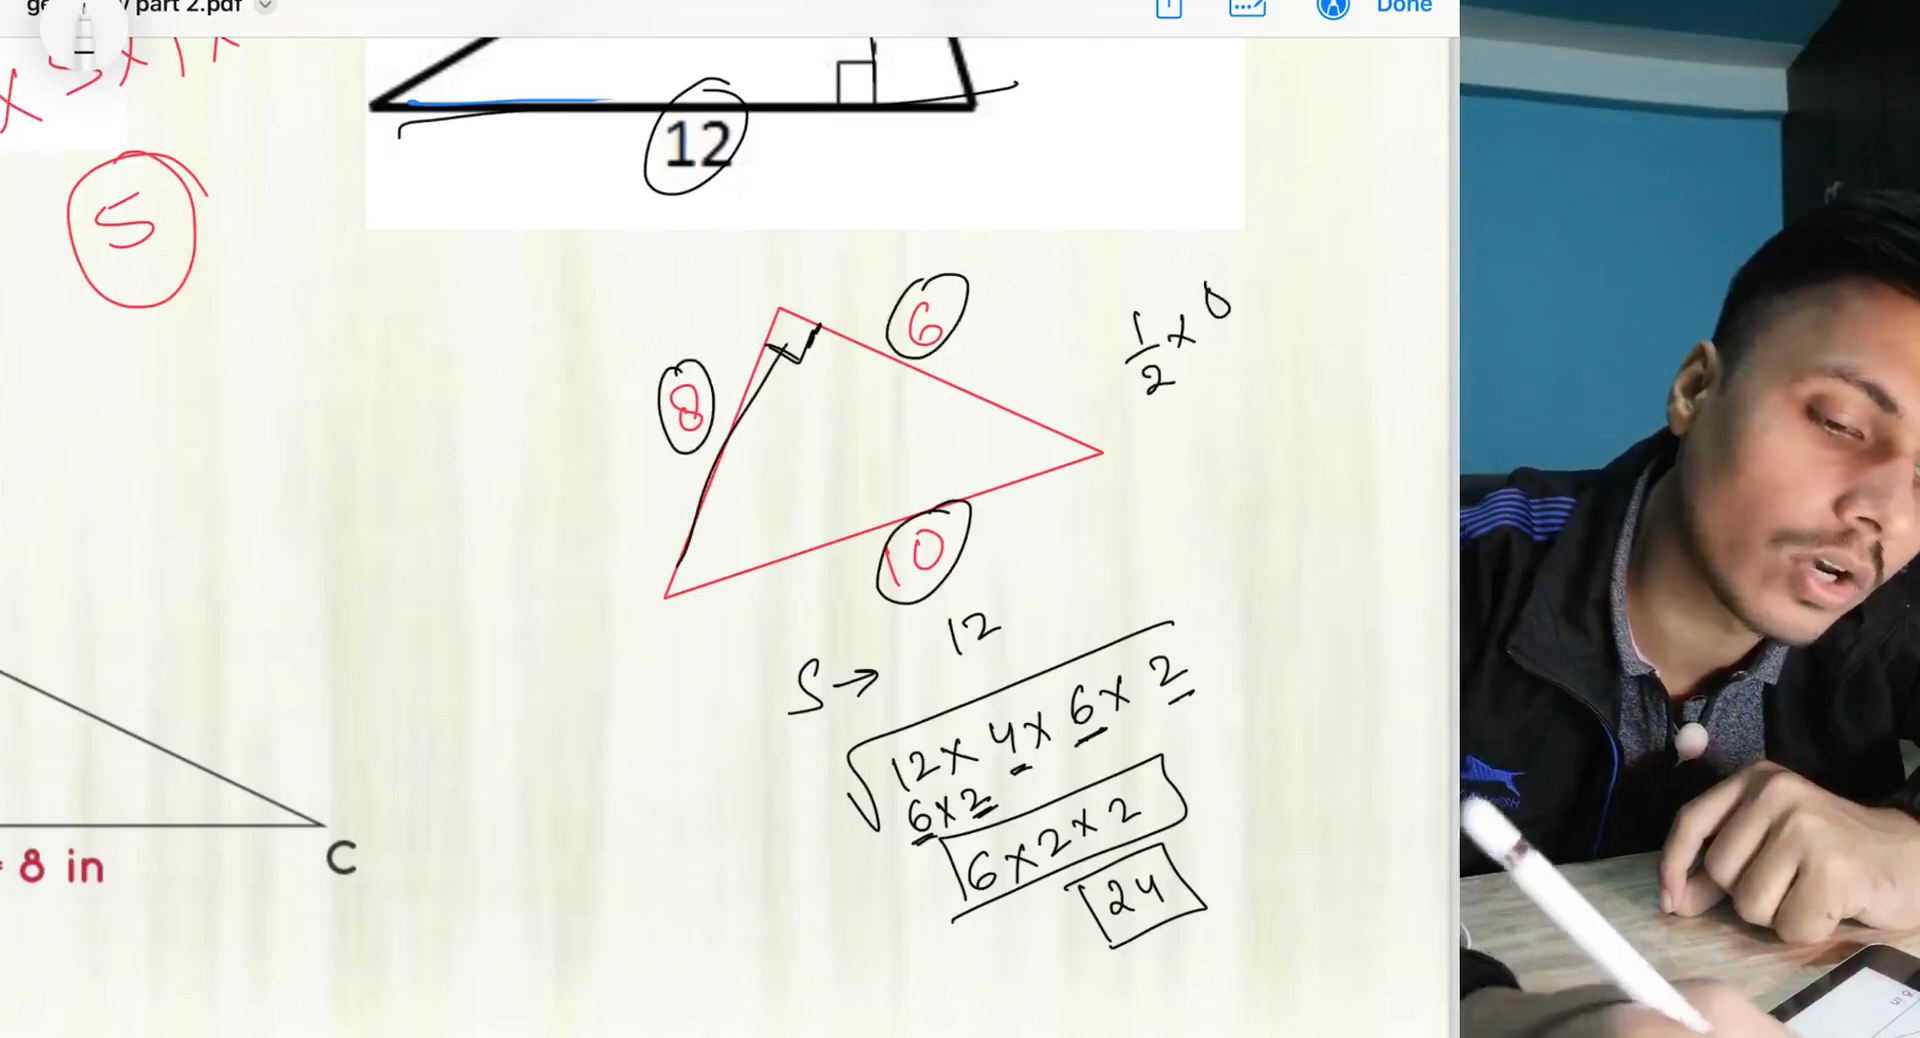 part 2.pdf
Done
12
5
6
8
1/2 ×
10
12
S →
√12 × 4 × 6 × 2
6 × 2
6 × 2 × 2
24
8 in
C